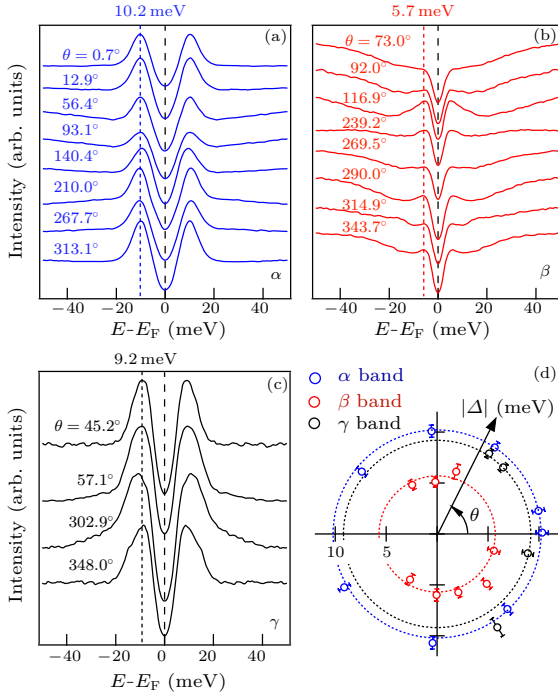 10.2 meV
(a)
θ = 0.7°
12.9°
56.4°
93.1°
140.4°
210.0°
267.7°
313.1°
α
−40 −20 0 20 40
E-E_F (meV)
Intensity (arb. units)
5.7 meV
(b)
θ = 73.0°
92.0°
116.9°
239.2°
269.5°
290.0°
314.9°
343.7°
β
−40 −20 0 20 40
E-E_F (meV)
9.2 meV
(c)
θ = 45.2°
57.1°
302.9°
348.0°
γ
−40 −20 0 20 40
E-E_F (meV)
Intensity (arb. units)
(d)
α band
β band
γ band
|Δ| (meV)
θ
10 5